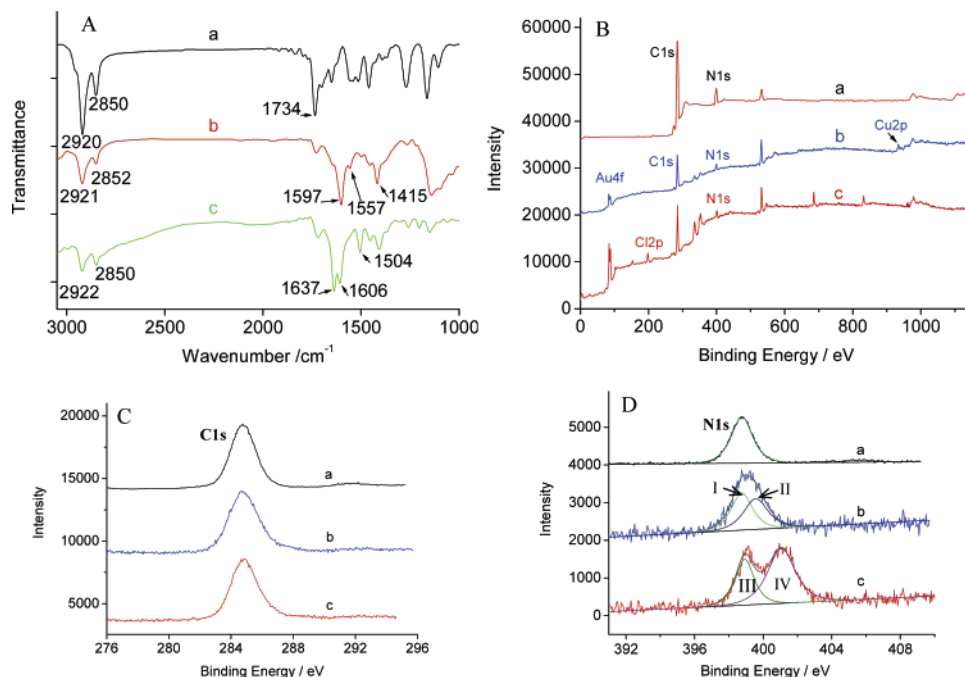 A
a
2850
2920
1734
b
2852
2921
1597
1557
1415
c
2850
2922
1504
1637
1606
3000
2500
2000
1500
1000
Wavenumber /cm-1
Transmittance
B
60000
50000
40000
30000
20000
10000
0
C1s
N1s
a
Cu2p
b
C1s
N1s
Au4f
c
N1s
Cl2p
0
200
400
600
800
1000
Binding Energy / eV
Intensity
C
20000
15000
10000
5000
C1s
a
b
c
276
280
284
288
292
296
Binding Energy / eV
Intensity
D
5000
4000
3000
2000
1000
0
N1s
a
I
II
b
III
IV
c
392
396
400
404
408
Binding Energy / eV
Intensity